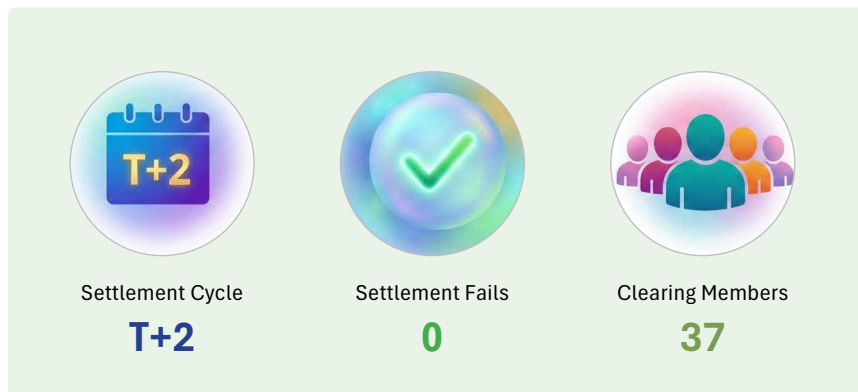 T+2
Settlement Cycle
T+2
Settlement Fails
0
Clearing Members
37